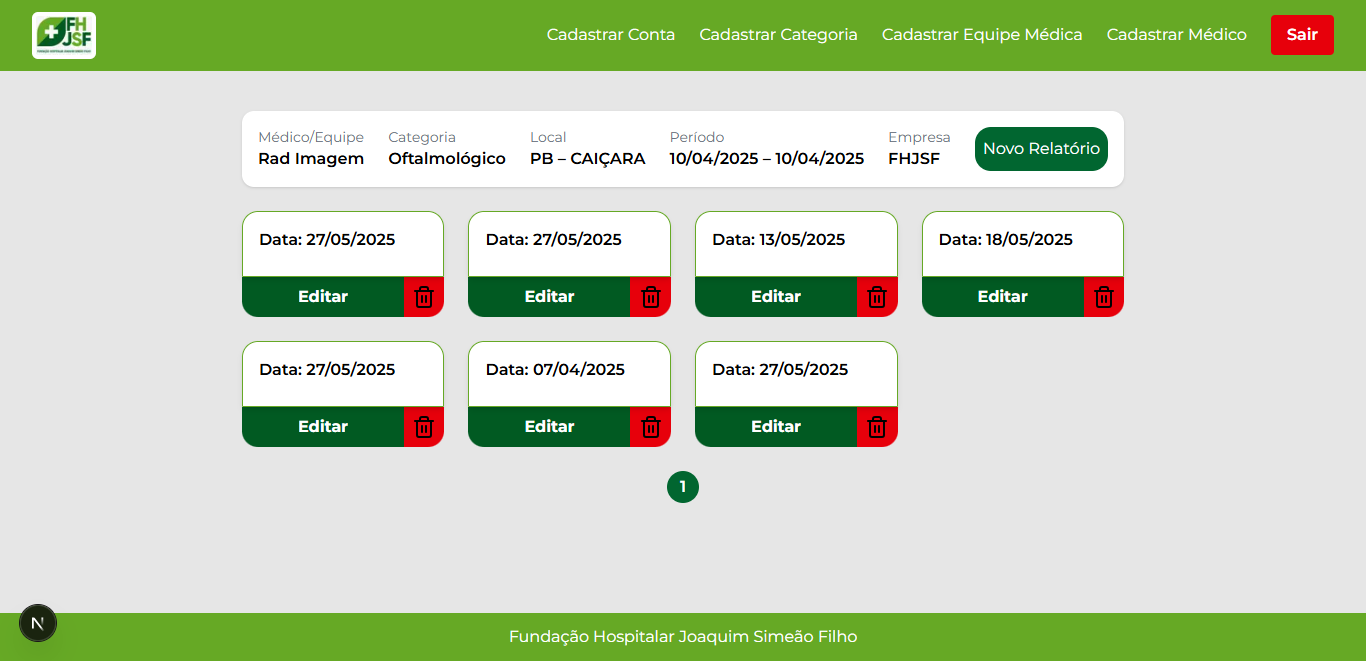 FH
JSF
Cadastrar Conta Cadastrar Categoria Cadastrar Equipe Médica Cadastrar Médico Sair
Médico/Equipe Categoria Local Período Empresa
Rad Imagem Oftalmológico PB – CAIÇARA 10/04/2025 – 10/04/2025 FHJSF Novo Relatório
Data: 27/05/2025 Data: 27/05/2025 Data: 13/05/2025 Data: 18/05/2025
Editar Editar Editar Editar
Data: 27/05/2025 Data: 07/04/2025 Data: 27/05/2025
Editar Editar Editar
1
N
Fundação Hospitalar Joaquim Simeão Filho